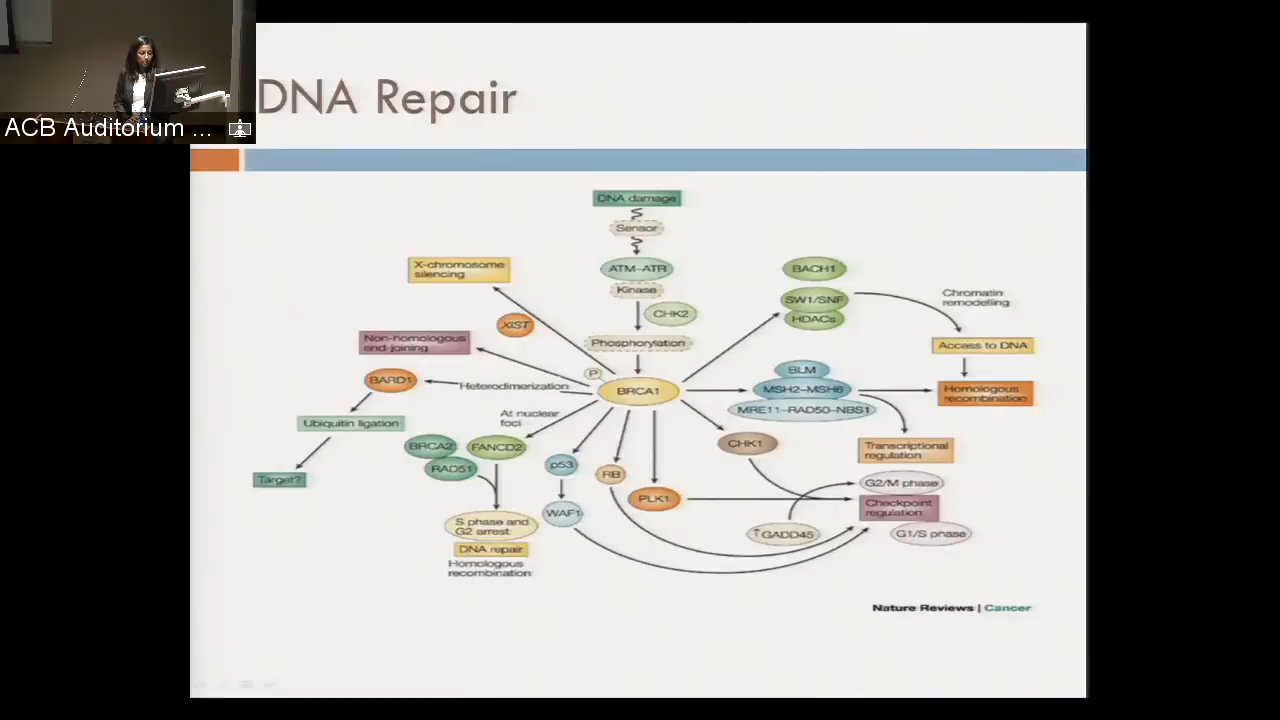 DNA Repair
ACB Auditorium ...
DNA damage
Sensor
ATM–ATR
Kinase
CHK2
Phosphorylation
P
BRCA1
X-chromosome
silencing
XIST
Non-homologous
end-joining
BARD1
Heterodimerization
Ubiquitin ligation
Target?
At nuclear
foci
BRCA2
FANCD2
RAD51
S phase and
G2 arrest
DNA repair
Homologous
recombination
p53
WAF1
RB
PLK1
CHK1
↑GADD45
BACH1
SW1/SNF
HDACs
Chromatin
remodelling
Access to DNA
BLM
MSH2–MSH6
MRE11–RAD50–NBS1
Homologous
recombination
Transcriptional
regulation
G2/M phase
Checkpoint
regulation
G1/S phase
Nature Reviews | Cancer